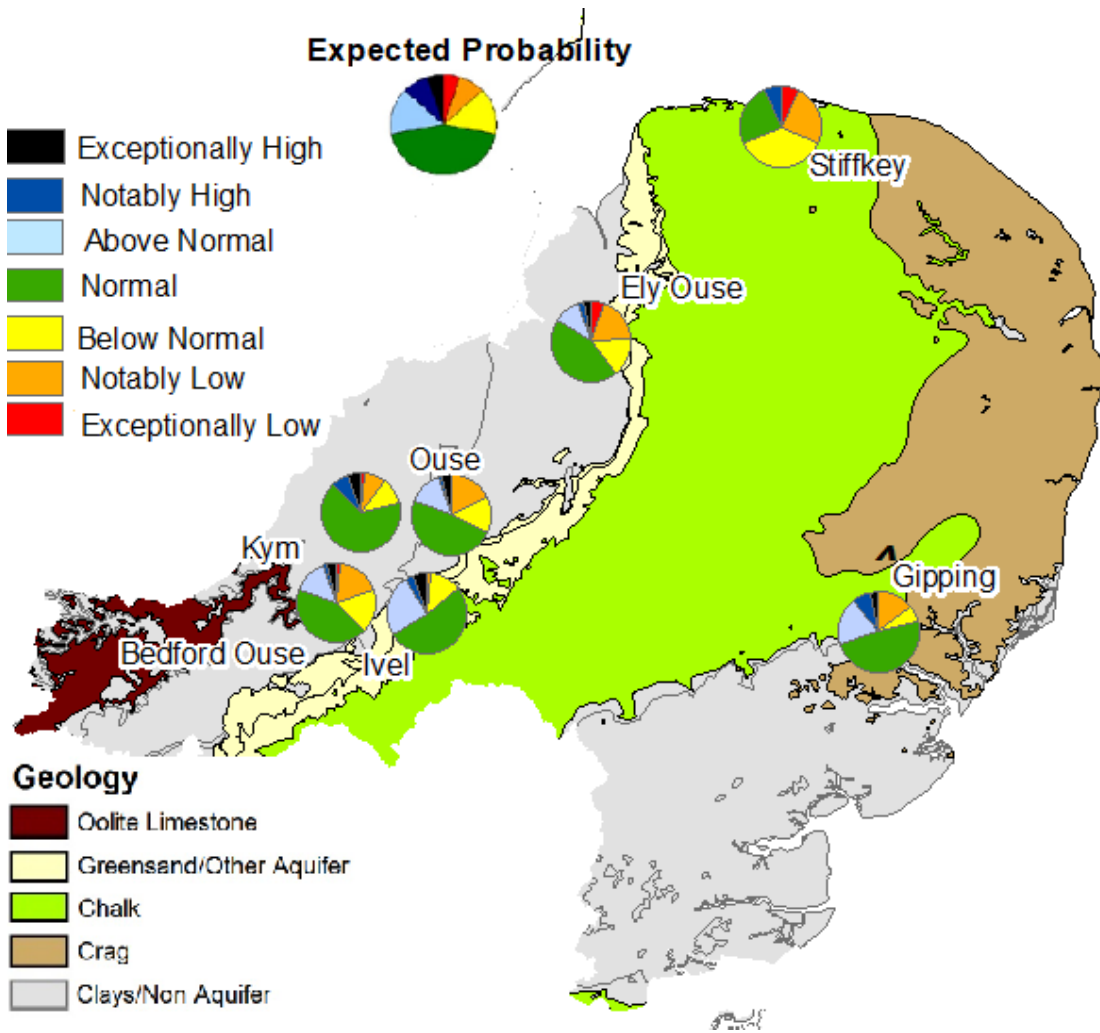 Expected Probability
Exceptionally High
Notably High
Above Normal
Normal
Below Normal
Notably Low
Exceptionally Low
Stiffkey
Ely Ouse
Ouse
Kym
Gipping
Bedford Ouse
Ivel
Geology
Oolite Limestone
Greensand/Other Aquifer
Chalk
Crag
Clays/Non Aquifer